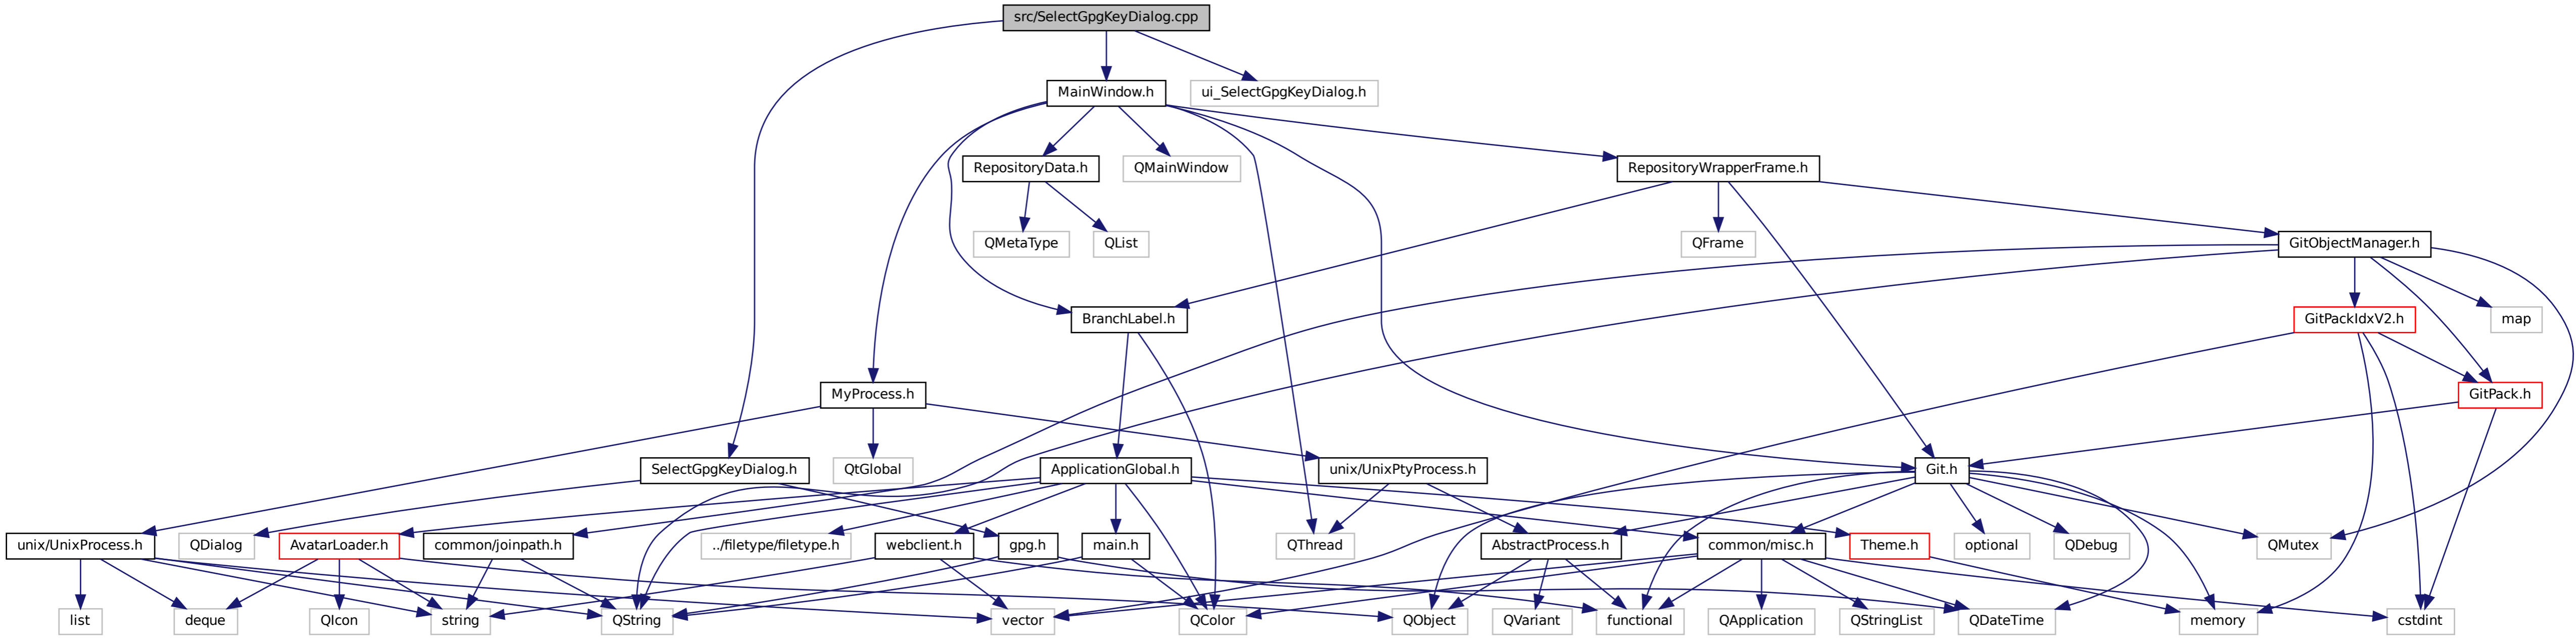 src/SelectGpgKeyDialog.cpp
MainWindow.h
ui_SelectGpgKeyDialog.h
RepositoryData.h
QMainWindow
RepositoryWrapperFrame.h
QMetaType
QList
QFrame
GitObjectManager.h
BranchLabel.h
GitPackIdxV2.h
map
MyProcess.h
GitPack.h
SelectGpgKeyDialog.h
QtGlobal
ApplicationGlobal.h
unix/UnixPtyProcess.h
Git.h
unix/UnixProcess.h
QDialog
AvatarLoader.h
common/joinpath.h
../filetype/filetype.h
webclient.h
gpg.h
main.h
QThread
AbstractProcess.h
common/misc.h
Theme.h
optional
QDebug
QMutex
list
deque
QIcon
string
QString
vector
QColor
QObject
QVariant
functional
QApplication
QStringList
QDateTime
memory
cstdint